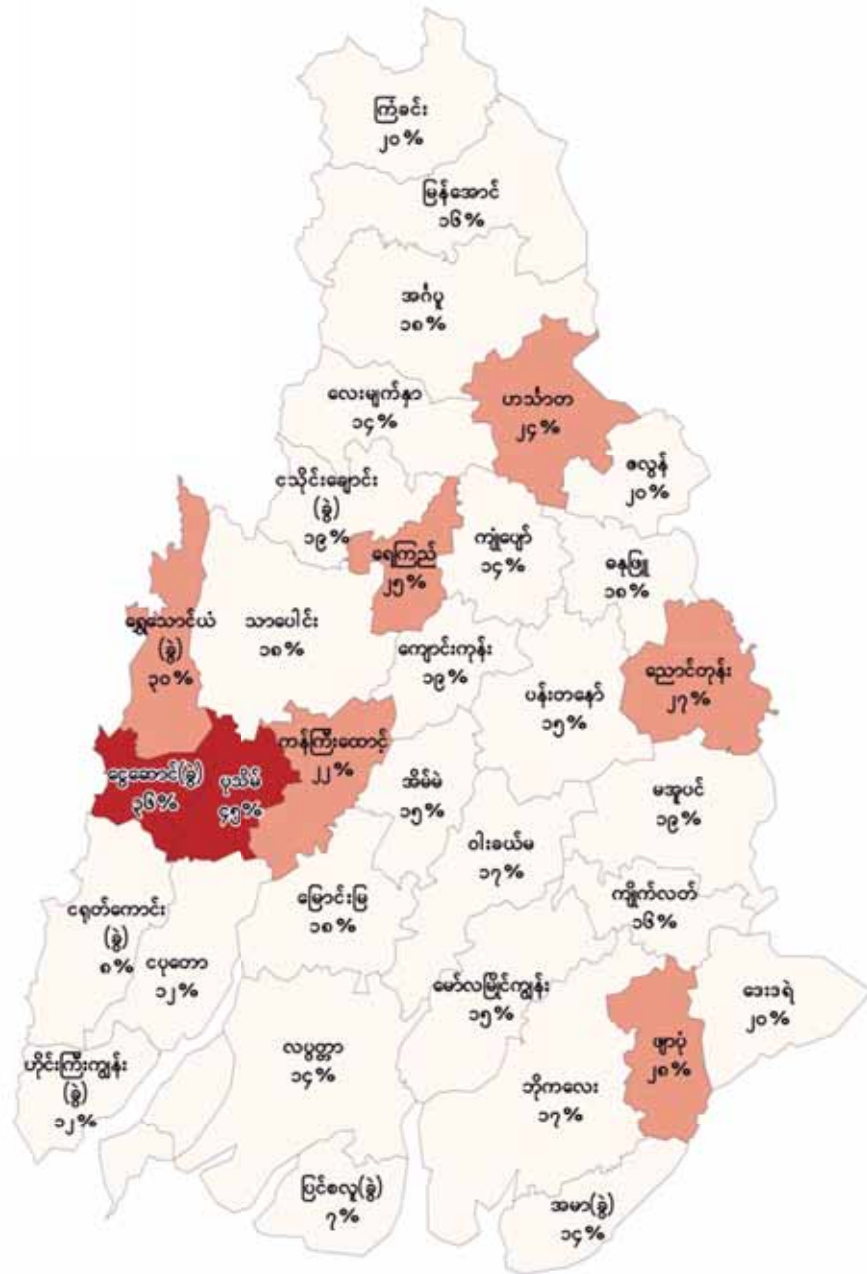 ကြံခင်း
၂၀%
မြန်အောင်
၁၆%
အင်္ဂပူ
၁၈%
ဟင်္သာတ
၂၄%
လေးမျက်နှာ
၁၄%
ဇလွန်
၂၀%
ငသိုင်းချောင်း
(ခွဲ)
၁၉%
ရေကြည်
၂၅%
ကျုံပျော်
၁၄%
ဓနုဖြူ
၁၈%
ရွှေသောင်ယံ
(ခွဲ)
၃၀%
သာပေါင်း
၁၈%
ကျောင်းကုန်း
၁၉%
ပန်းတနော်
၁၅%
ညောင်တုန်း
၂၇%
ငွေဆောင်(ခွဲ)
၃၆%
ပုသိမ်
၄၅%
ကန်ကြီးထောင့်
၂၂%
အိမ်မဲ
၁၅%
မအူပင်
၁၉%
ဝါးခယ်မ
၁၇%
ကျိုက်လတ်
၁၆%
မြောင်းမြ
၁၈%
ငရုတ်ကောင်း
(ခွဲ)
၈%
ငပုတော
၁၂%
မော်လမြိုင်ကျွန်း
၁၅%
ဒေးဒရဲ
၂၀%
ဖျာပုံ
၂၈%
လပွတ္တာ
၁၄%
ဘိုကလေး
၁၇%
ဟိုင်းကြီးကျွန်း
(ခွဲ)
၁၂%
ပြင်စလူ(ခွဲ)
၇%
အမာ(ခွဲ)
၁၄%